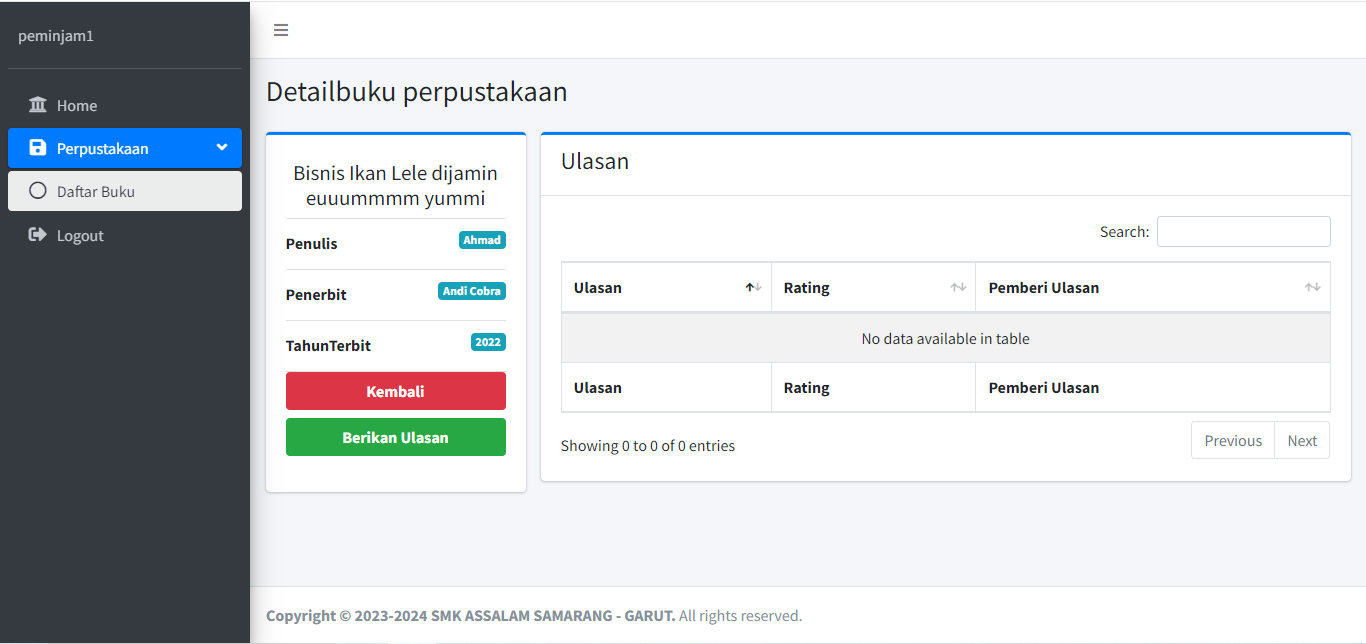 peminjam1
Home
Perpustakaan
Daftar Buku
Logout
Detailbuku perpustakaan
Bisnis Ikan Lele dijamin
euuummmm yummi
Penulis Ahmad
Penerbit Andi Cobra
TahunTerbit 2022
Kembali
Berikan Ulasan
Ulasan
Search:
Ulasan Rating Pemberi Ulasan
No data available in table
Ulasan Rating Pemberi Ulasan
Showing 0 to 0 of 0 entries
Previous Next
Copyright © 2023-2024 SMK ASSALAM SAMARANG - GARUT. All rights reserved.